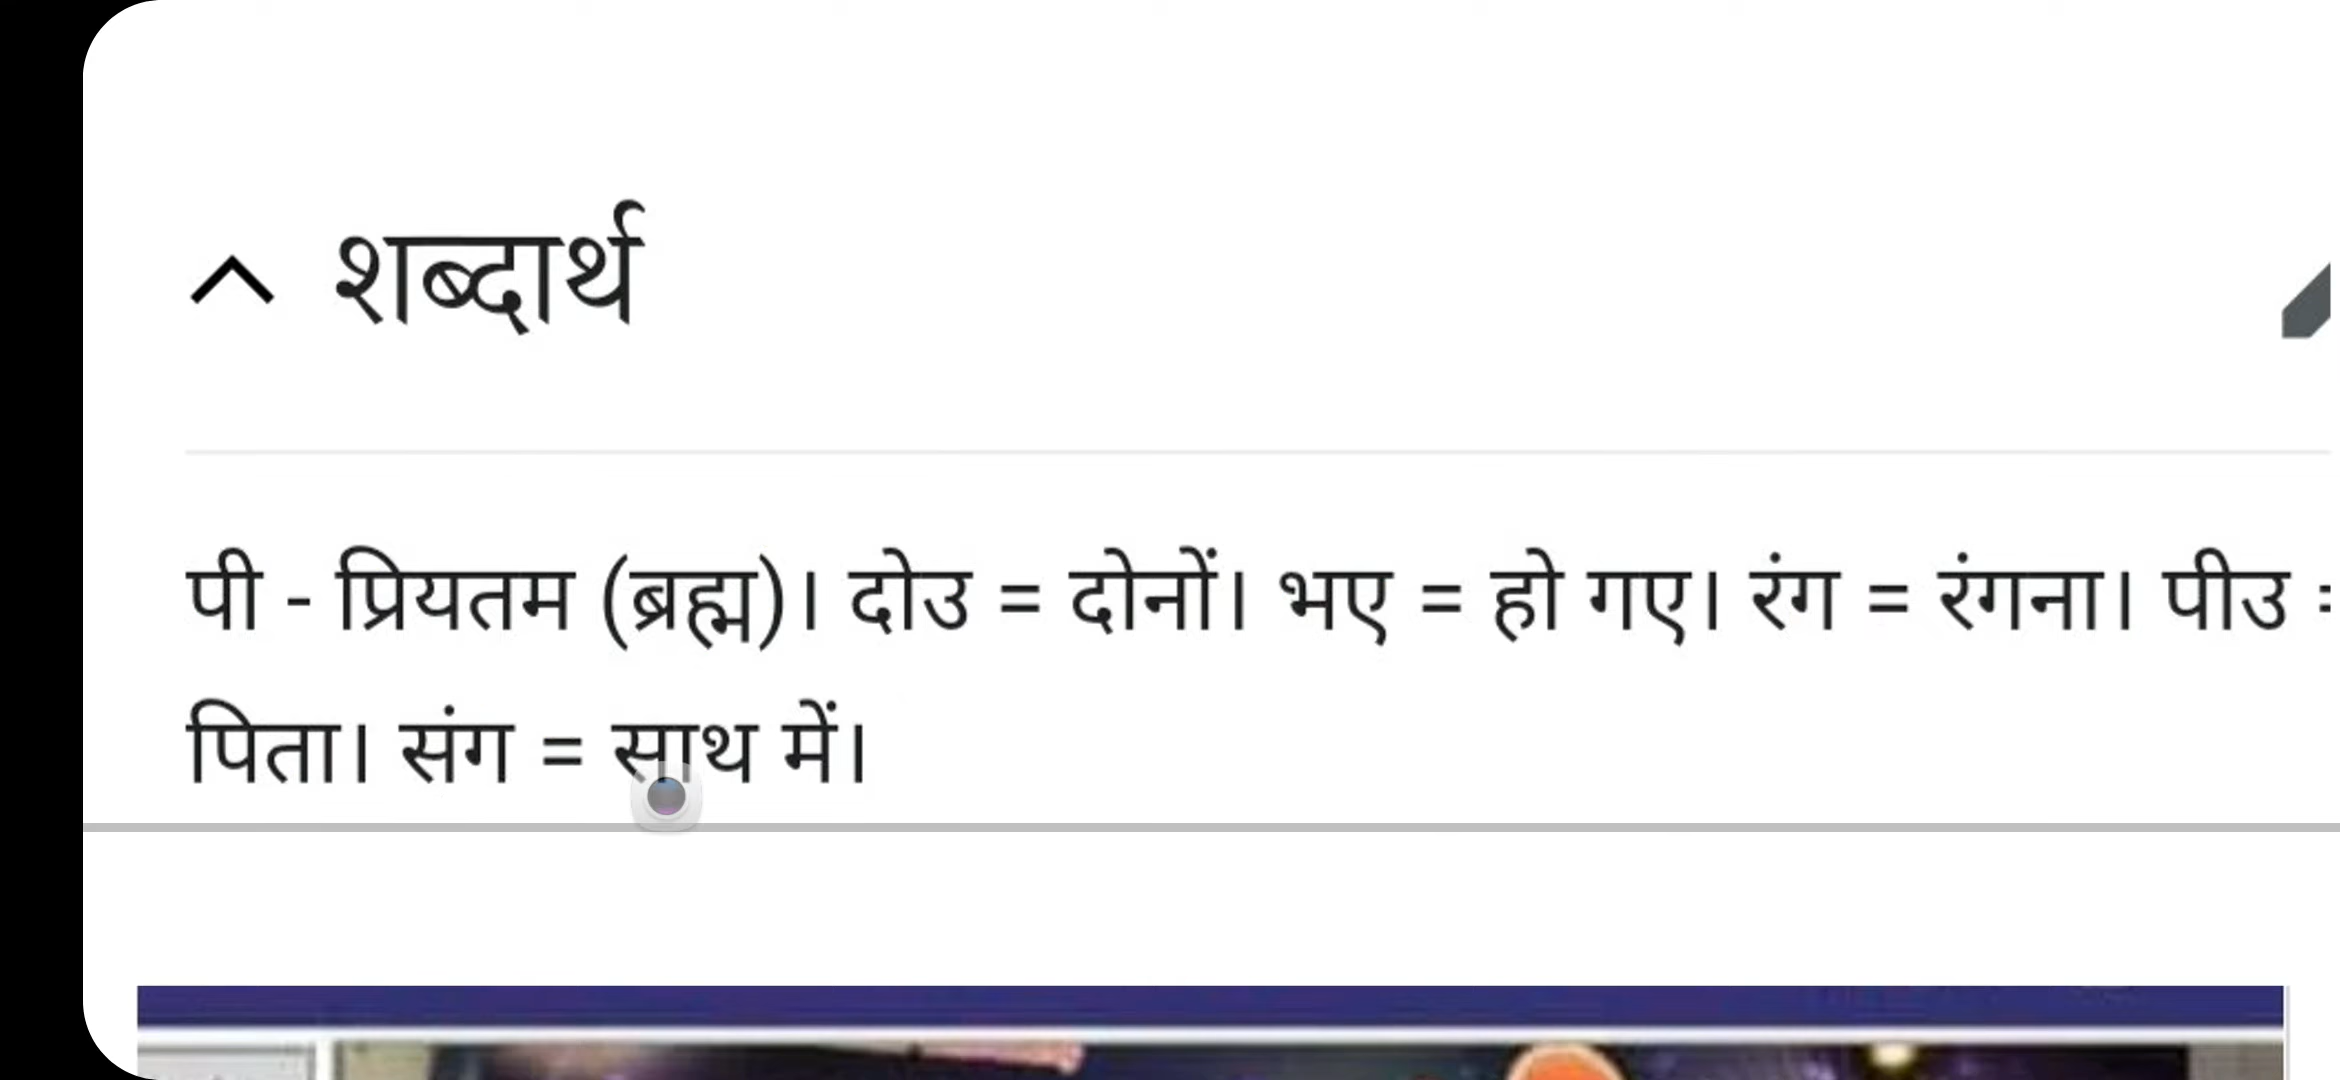 शब्दार्थ
पी - प्रियतम (ब्रह्म)। दोउ = दोनों। भए = हो गए। रंग = रंगना। पीउ =
पिता। संग = साथ में।